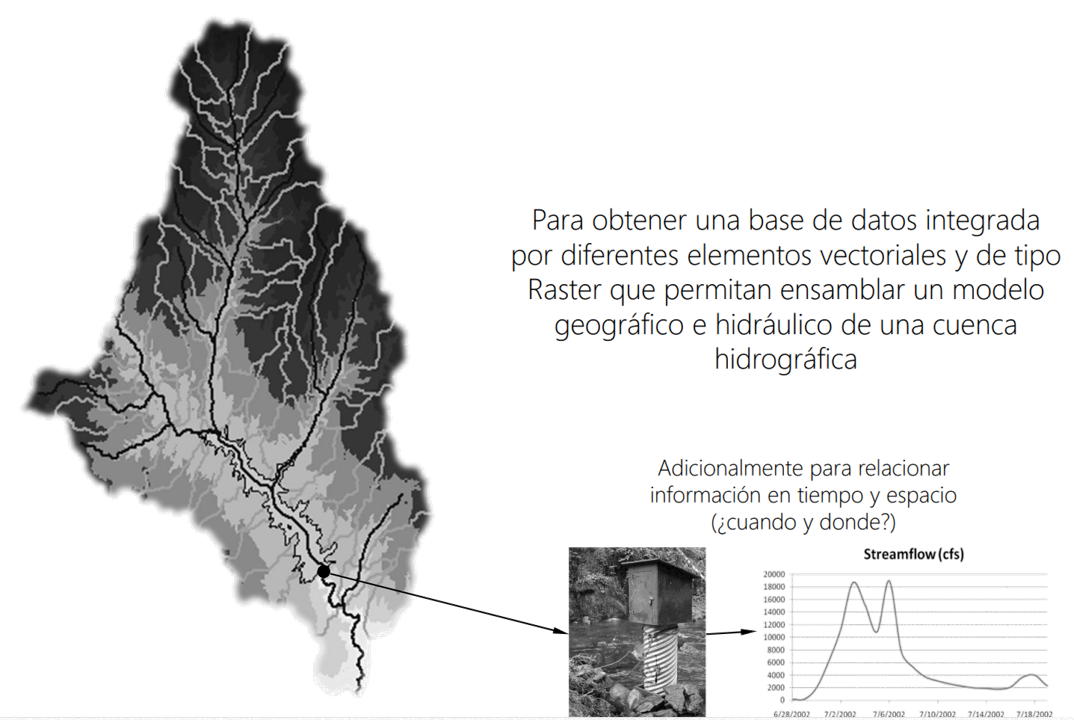 Para obtener una base de datos integrada
por diferentes elementos vectoriales y de tipo
Raster que permitan ensamblar un modelo
geográfico e hidráulico de una cuenca
hidrográfica
Adicionalmente para relacionar
información en tiempo y espacio
(¿cuando y donde?)
Streamflow (cfs)
20000
18000
16000
14000
12000
10000
8000
6000
4000
2000
0
6/28/2002 7/2/2002 7/6/2002 7/10/2002 7/14/2002 7/18/2002